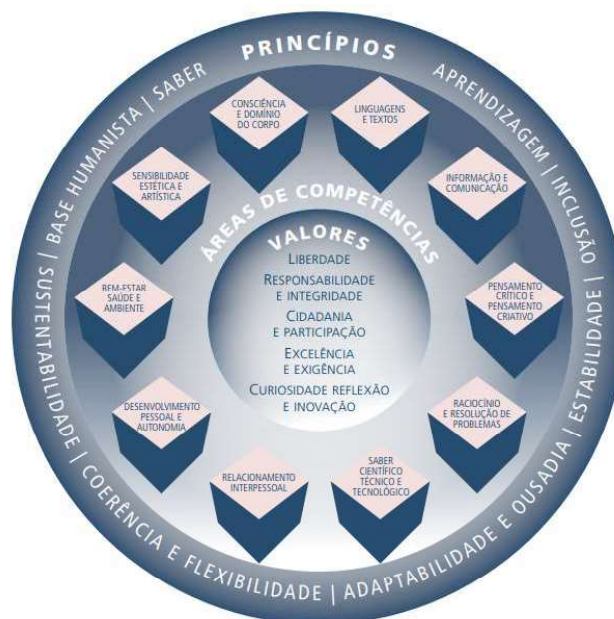 PRINCÍPIOS
APRENDIZAGEM | INCLUSÃO | ESTABILIDADE | ADAPTABILIDADE E OUSADIA | COERÊNCIA E FLEXIBILIDADE | SUSTENTABILIDADE | BASE HUMANISTA | SABER
ÁREAS DE COMPETÊNCIAS
LINGUAGENS
E TEXTOS
INFORMAÇÃO E
COMUNICAÇÃO
PENSAMENTO
CRÍTICO E
PENSAMENTO
CRIATIVO
RACIOCÍNIO
E RESOLUÇÃO DE
PROBLEMAS
SABER
CIENTÍFICO
TÉCNICO E
TECNOLÓGICO
RELACIONAMENTO
INTERPESSOAL
DESENVOLVIMENTO
PESSOAL E
AUTONOMIA
BEM-ESTAR
SAÚDE E
AMBIENTE
SENSIBILIDADE
ESTÉTICA E
ARTÍSTICA
CONSCIÊNCIA
E DOMÍNIO
DO CORPO
VALORES
LIBERDADE
RESPONSABILIDADE
E INTEGRIDADE
CIDADANIA
E PARTICIPAÇÃO
EXCELÊNCIA
E EXIGÊNCIA
CURIOSIDADE REFLEXÃO
E INOVAÇÃO